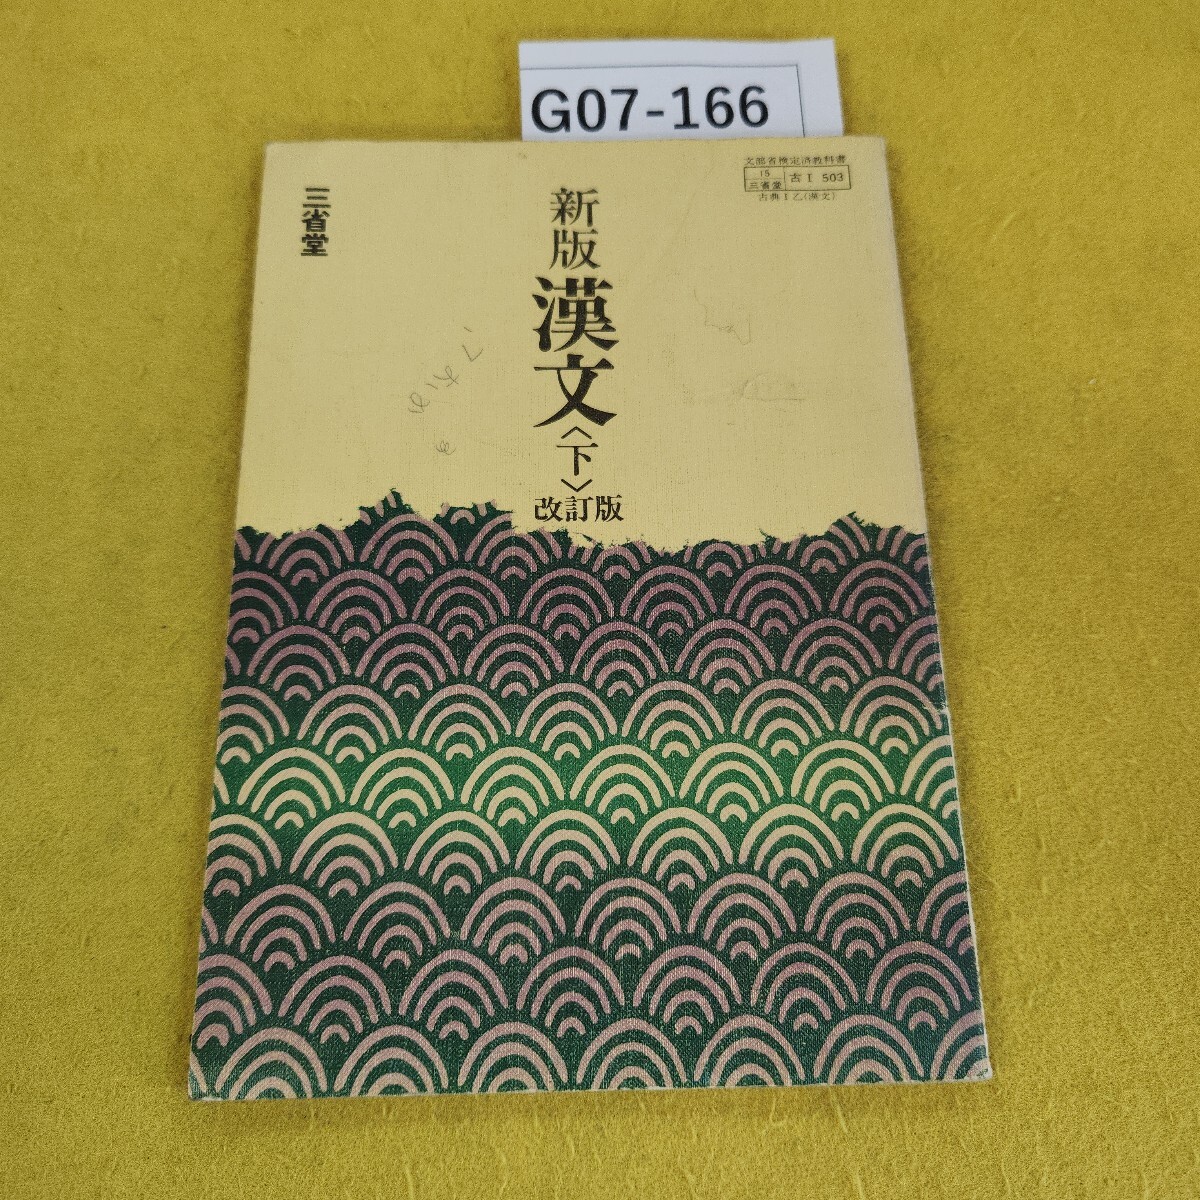 G07-166
文部省検定済教科書
15
三省堂
古Ⅰ 503
古典Ⅰ乙(漢文)
新版
漢文
〈下〉
改訂版
三省堂